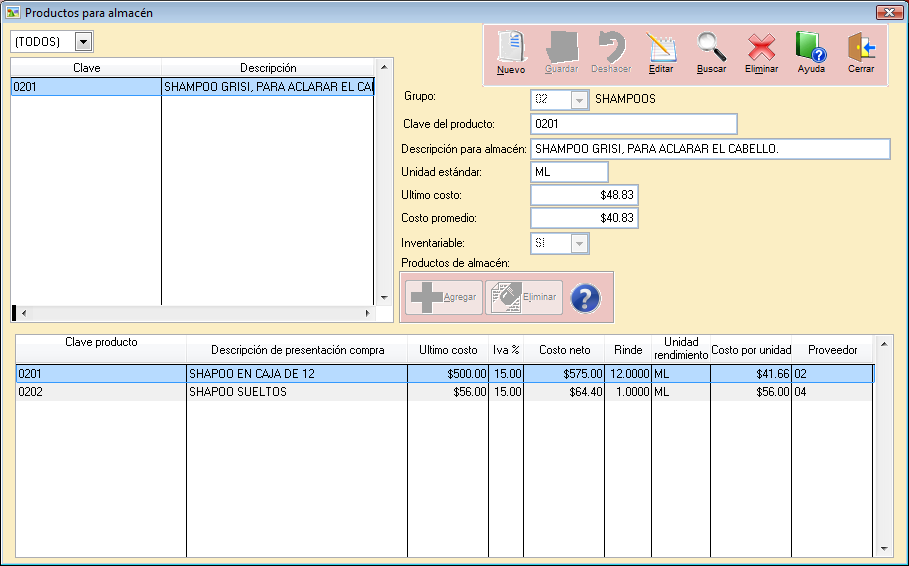 Productos para almacén
(TODOS)
Nuevo Guardar Deshacer Editar Buscar Eliminar Ayuda Cerrar
Clave Descripción
0201 SHAMPOO GRISI, PARA ACLARAR EL CA
Grupo: 02 SHAMPOOS
Clave del producto: 0201
Descripción para almacén: SHAMPOO GRISI, PARA ACLARAR EL CABELLO.
Unidad estándar: ML
Ultimo costo: $48.83
Costo promedio: $40.83
Inventariable: SI
Productos de almacén:
Agregar Eliminar ?
Clave producto Descripción de presentación compra Ultimo costo Iva % Costo neto Rinde Unidad rendimiento Costo por unidad Proveedor
0201 SHAPOO EN CAJA DE 12 $500.00 15.00 $575.00 12.0000 ML $41.66 02
0202 SHAPOO SUELTOS $56.00 15.00 $64.40 1.0000 ML $56.00 04